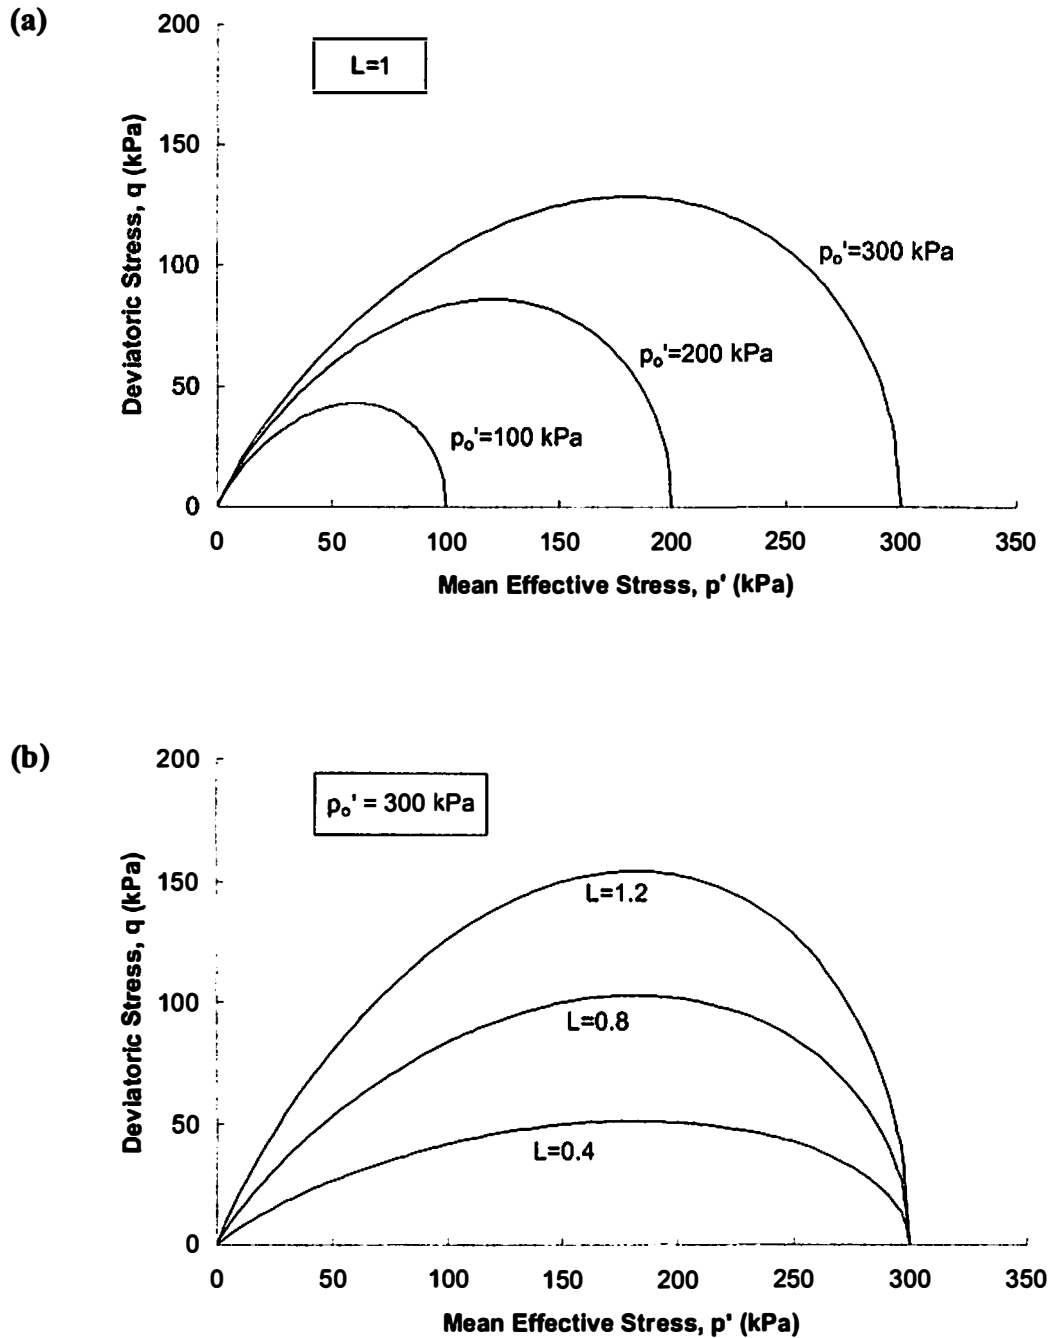 (a)
200
L=1
150
Deviatoric Stress, q (kPa)
100
pₒ'=300 kPa
pₒ'=200 kPa
50
pₒ'=100 kPa
0
0 50 100 150 200 250 300 350
Mean Effective Stress, p' (kPa)
(b)
200
pₒ' = 300 kPa
150
L=1.2
Deviatoric Stress, q (kPa)
100
L=0.8
50
L=0.4
0
0 50 100 150 200 250 300 350
Mean Effective Stress, p' (kPa)